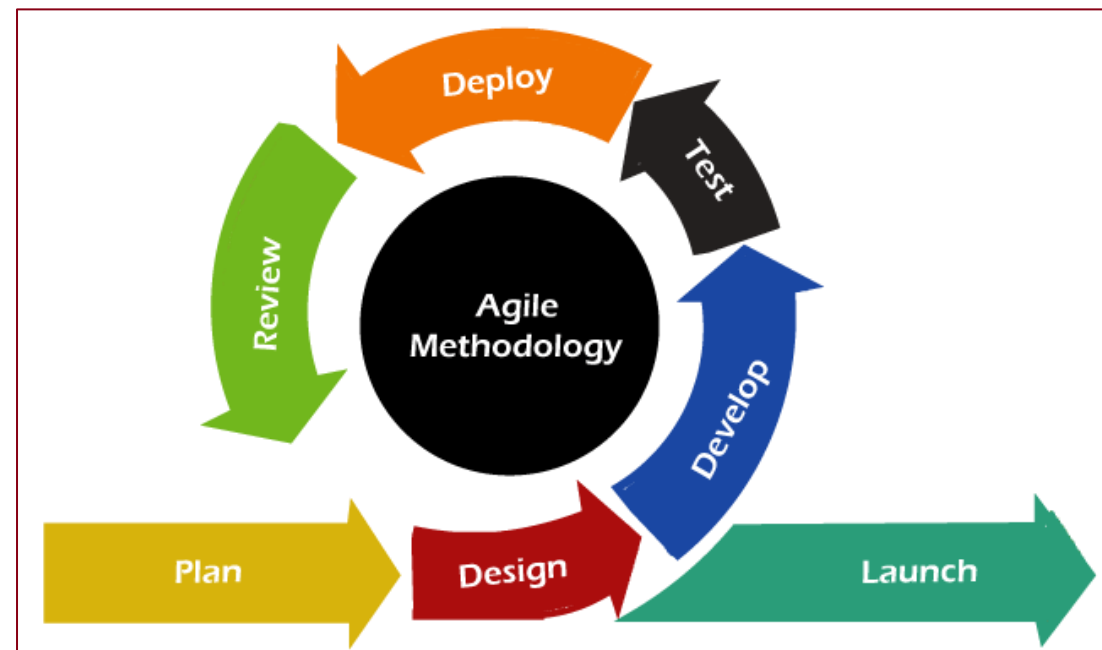 Deploy
Test
Review
Agile
Methodology
Develop
Plan
Design
Launch